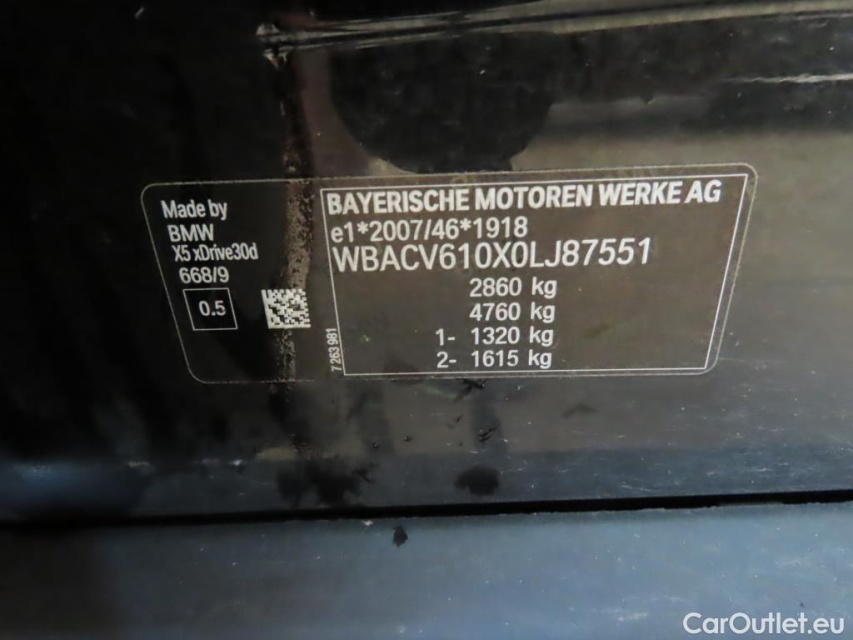 Made by
BMW
X5 xDrive30d
668/9
0.5
7 263 981
BAYERISCHE MOTOREN WERKE AG
e1*2007/46*1918
WBACV610X0LJ87551
2860 kg
4760 kg
1- 1320 kg
2- 1615 kg
CarOutlet.eu